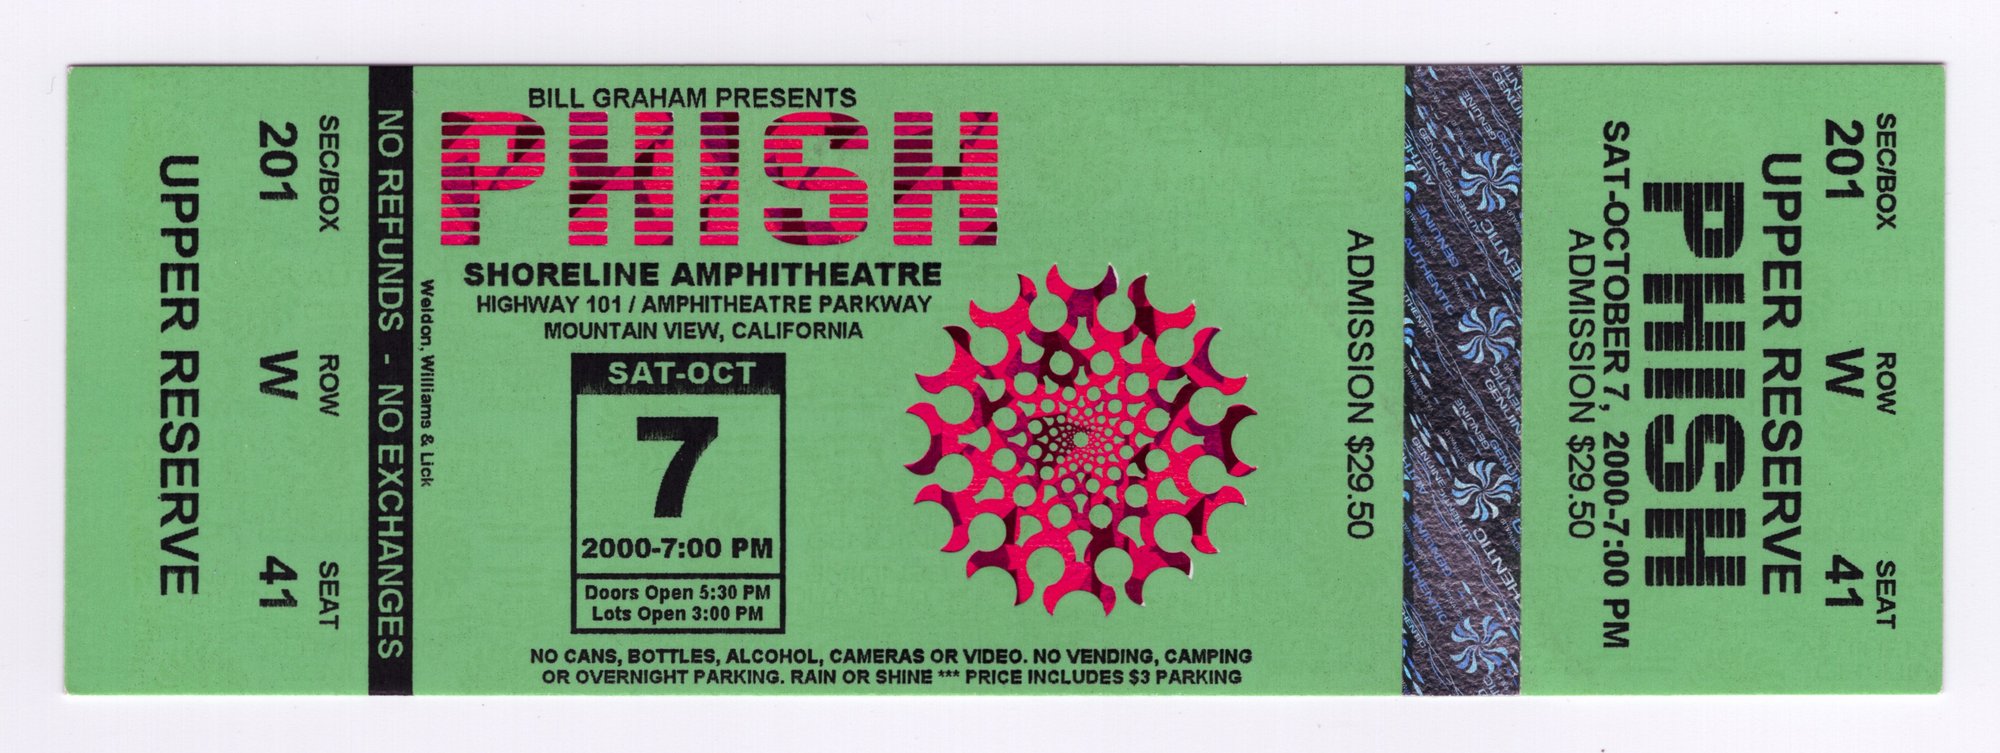 UPPER RESERVE
SEC/BOX ROW SEAT
201 W 41
NO REFUNDS - NO EXCHANGES
Weldon, Williams & Lick
BILL GRAHAM PRESENTS
PHISH
SHORELINE AMPHITHEATRE
HIGHWAY 101 / AMPHITHEATRE PARKWAY
MOUNTAIN VIEW, CALIFORNIA
SAT-OCT
7
2000-7:00 PM
Doors Open 5:30 PM
Lots Open 3:00 PM
NO CANS, BOTTLES, ALCOHOL, CAMERAS OR VIDEO. NO VENDING, CAMPING
OR OVERNIGHT PARKING. RAIN OR SHINE *** PRICE INCLUDES $3 PARKING
ADMISSION $29.50
GENUINE
AUTHENTIC
SEC/BOX ROW SEAT
201 W 41
UPPER RESERVE
PHISH
SAT-OCTOBER 7, 2000-7:00 PM
ADMISSION $29.50